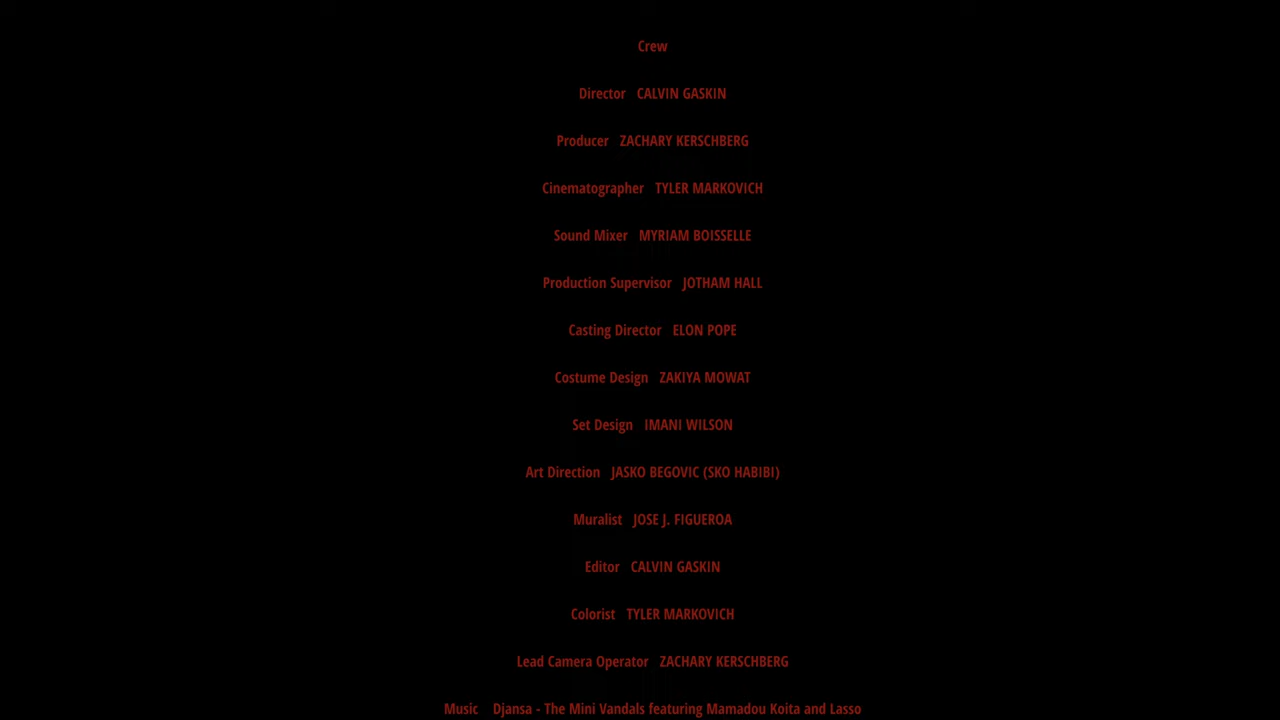 Crew
Director CALVIN GASKIN
Producer ZACHARY KERSCHBERG
Cinematographer TYLER MARKOVICH
Sound Mixer MYRIAM BOISSELLE
Production Supervisor JOTHAM HALL
Casting Director ELON POPE
Costume Design ZAKIYA MOWAT
Set Design IMANI WILSON
Art Direction JASKO BEGOVIC (SKO HABIBI)
Muralist JOSE J. FIGUEROA
Editor CALVIN GASKIN
Colorist TYLER MARKOVICH
Lead Camera Operator ZACHARY KERSCHBERG
Music Djansa - The Mini Vandals featuring Mamadou Koita and Lasso